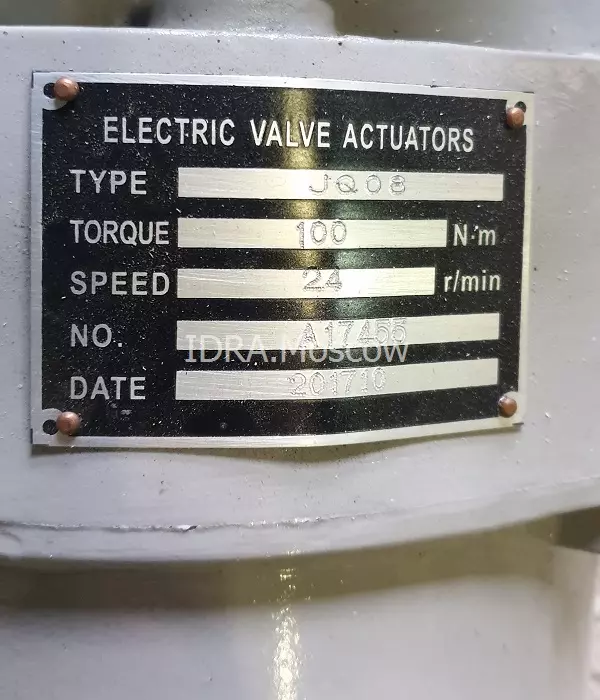 ELECTRIC VALVE ACTUATORS
TYPE JQ08
TORQUE 100 N·m
SPEED 24 r/min
NO. A17455
IDRA.MOSCOW
DATE 201710